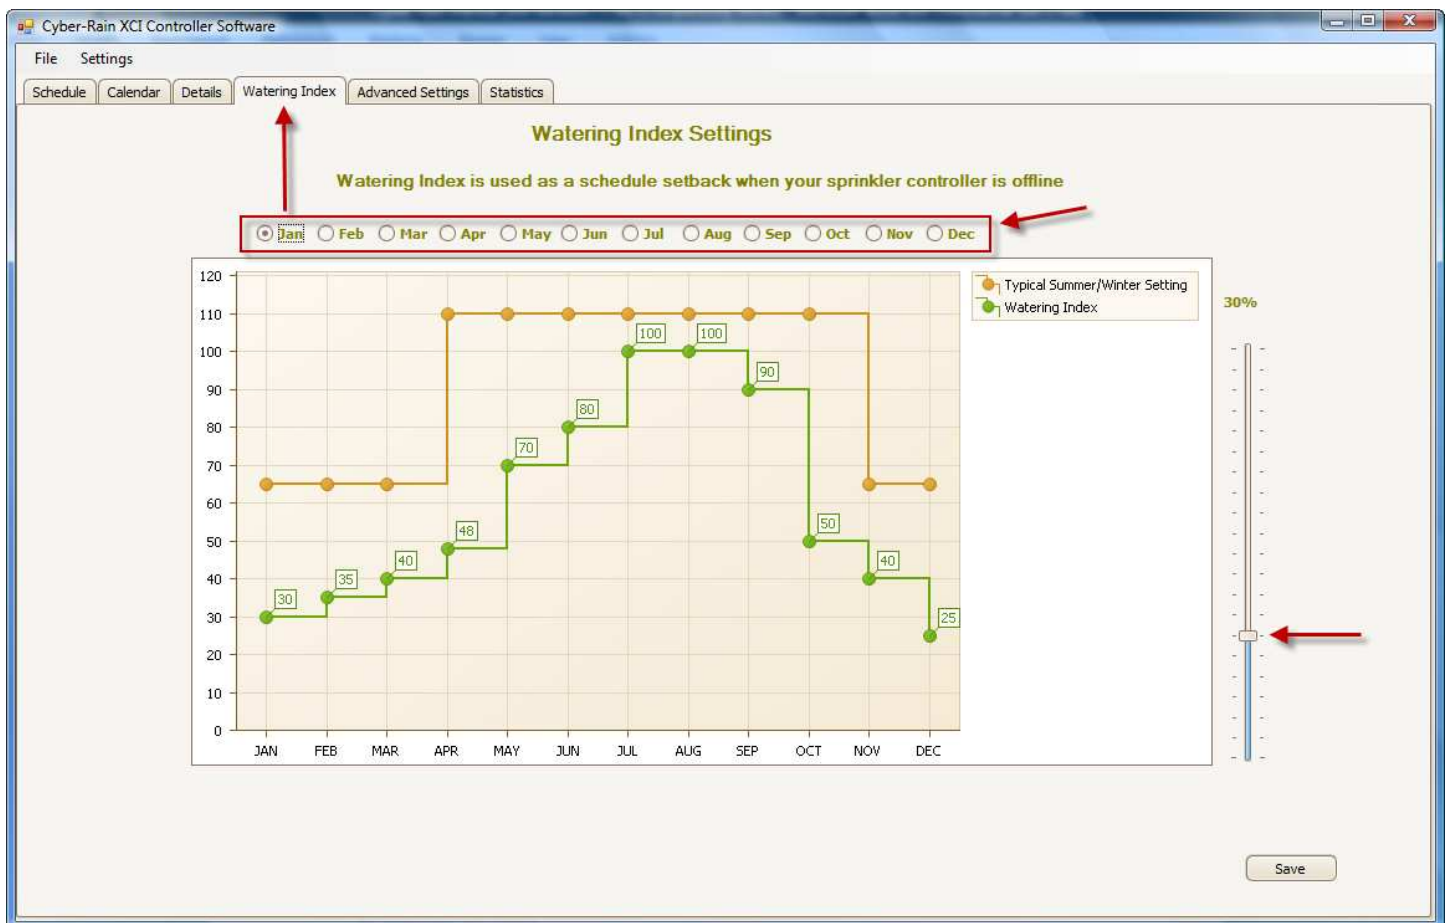 Cyber-Rain XCI Controller Software
File Settings
Schedule Calendar Details Watering Index Advanced Settings Statistics
Watering Index Settings
Watering Index is used as a schedule setback when your sprinkler controller is offline
Jan Feb Mar Apr May Jun Jul Aug Sep Oct Nov Dec
Typical Summer/Winter Setting
Watering Index
30%
120
110
100
90
80
70
60
50
40
30
20
10
0
30
35
40
48
70
80
100
100
90
50
40
25
JAN FEB MAR APR MAY JUN JUL AUG SEP OCT NOV DEC
Save